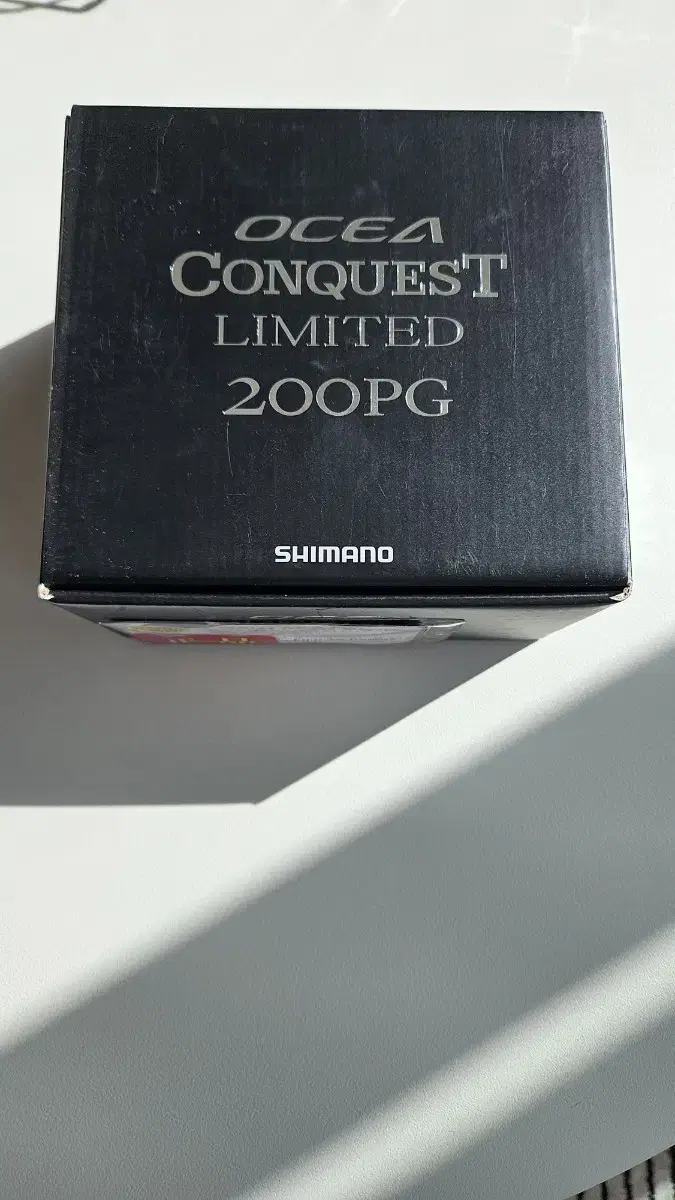 OCEA
CONQUEST
LIMITED
200PG
SHIMANO